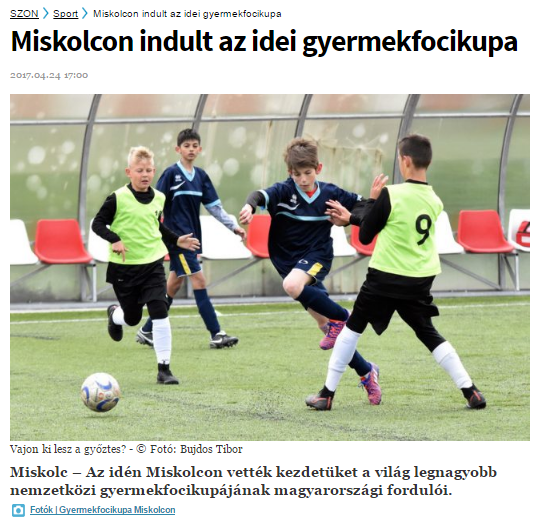 SZON > Sport > Miskolcon indult az idei gyermekfocikupa
Miskolcon indult az idei gyermekfocikupa
2017.04.24 17:00
9
Vajon ki lesz a győztes? - © Fotó: Bujdos Tibor
Miskolc – Az idén Miskolcon vették kezdetüket a világ legnagyobb
nemzetközi gyermekfocikupájának magyarországi fordulói.
Fotók | Gyermekfocikupa Miskolcon